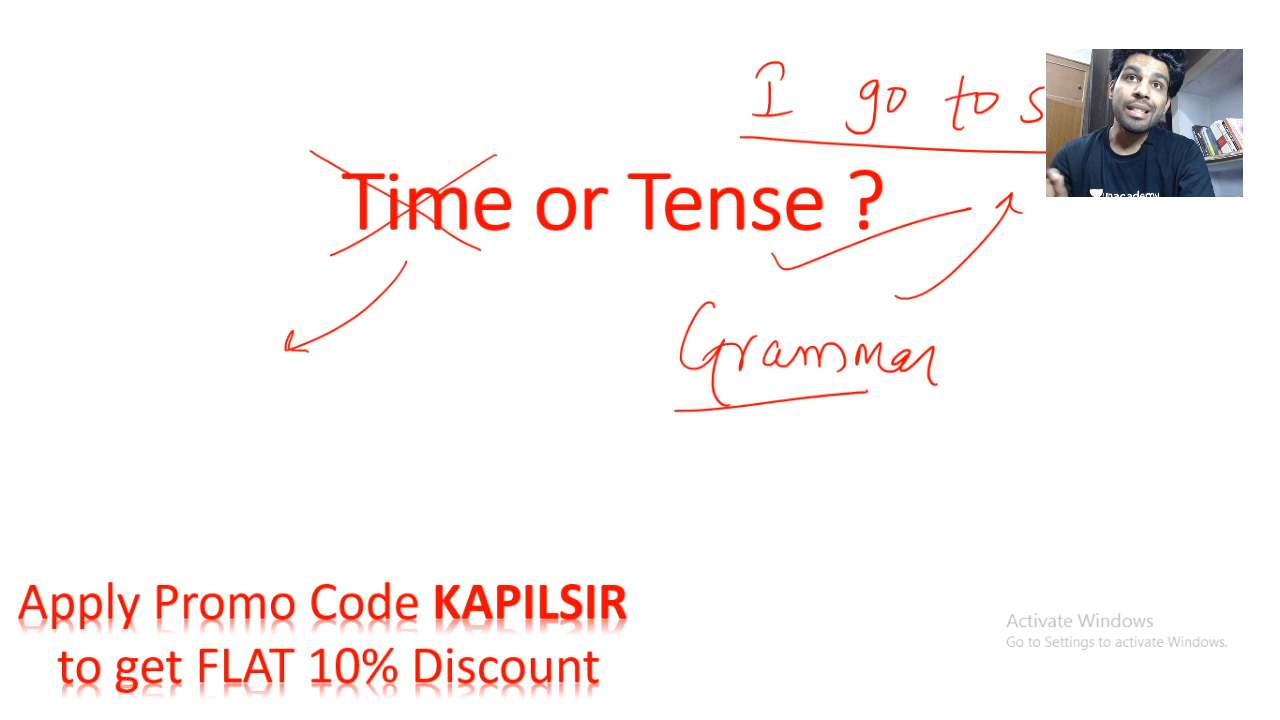 I go to s
Time or Tense ?
Grammar
Apply Promo Code KAPILSIR
to get FLAT 10% Discount
Activate Windows
Go to Settings to activate Windows.